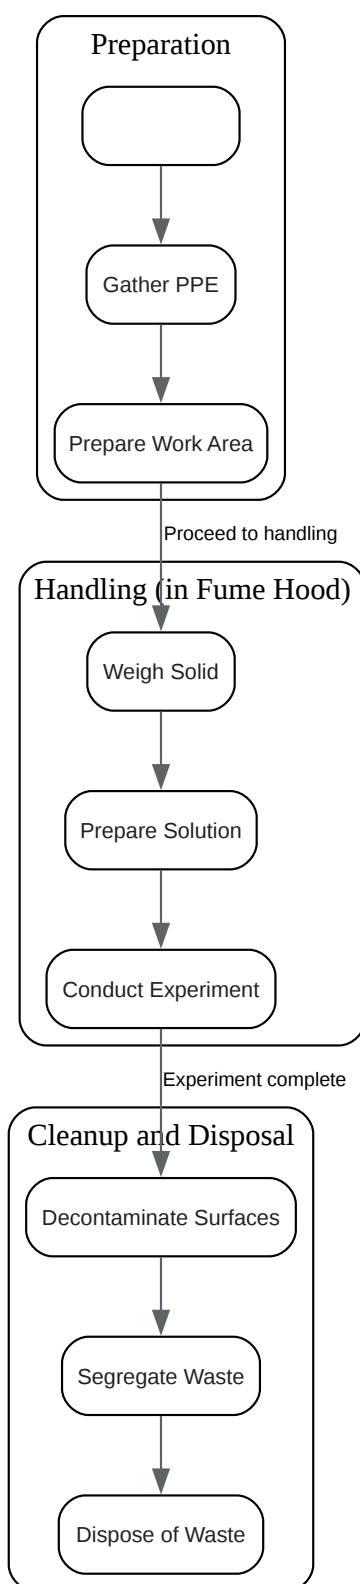 Preparation
Gather PPE
Prepare Work Area
Proceed to handling
Handling (in Fume Hood)
Weigh Solid
Prepare Solution
Conduct Experiment
Experiment complete
Cleanup and Disposal
Decontaminate Surfaces
Segregate Waste
Dispose of Waste